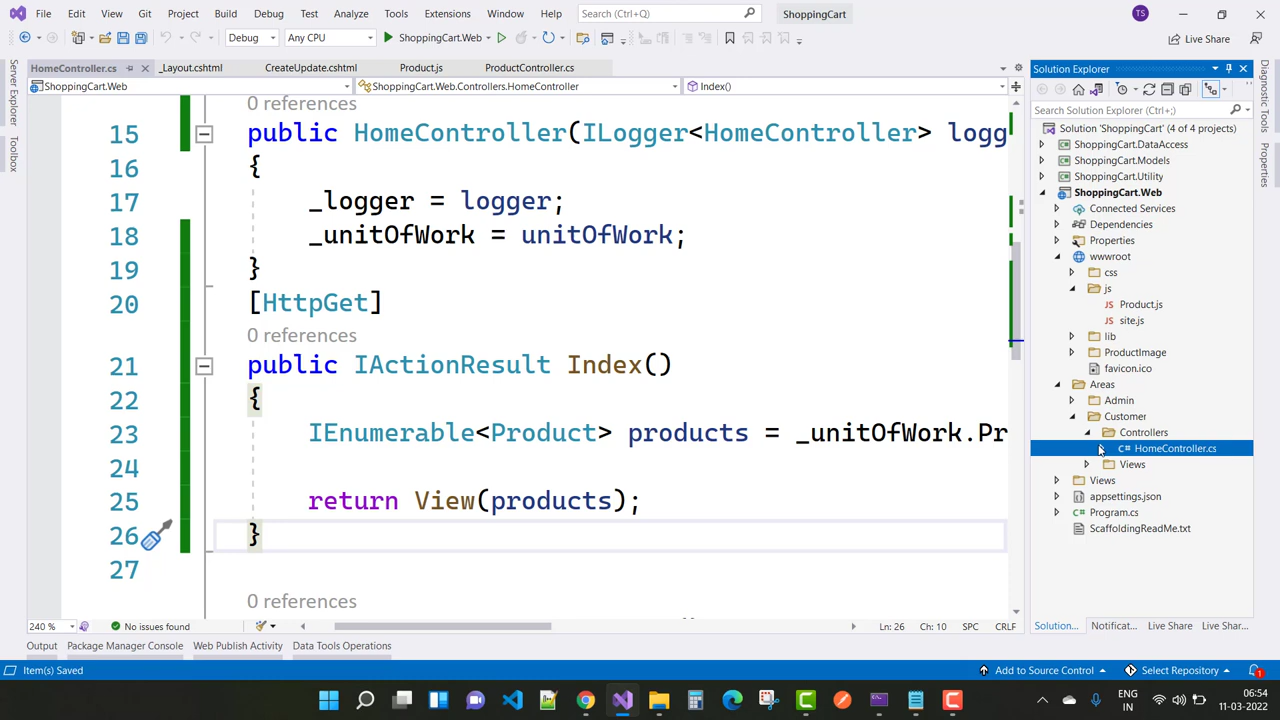 File Edit View Git Project Build Debug Test Analyze Tools Extensions Window Help Search (Ctrl+Q) ShoppingCart TS
Debug Any CPU ShoppingCart.Web Live Share
HomeController.cs _Layout.cshtml CreateUpdate.cshtml Product.js ProductController.cs
ShoppingCart.Web ShoppingCart.Web.Controllers.HomeController Index()
Server Explorer
Toolbox
0 references
15 public HomeController(ILogger<HomeController> logg
16 {
17 _logger = logger;
18 _unitOfWork = unitOfWork;
19 }
20 [HttpGet]
0 references
21 public IActionResult Index()
22 {
23 IEnumerable<Product> products = _unitOfWork.Pr
24
25 return View(products);
26 }
27
0 references
240 % No issues found Ln: 26 Ch: 10 SPC CRLF
Output Package Manager Console Web Publish Activity Data Tools Operations
Solution Explorer
Search Solution Explorer (Ctrl+;)
Solution 'ShoppingCart' (4 of 4 projects)
ShoppingCart.DataAccess
ShoppingCart.Models
ShoppingCart.Utility
ShoppingCart.Web
Connected Services
Dependencies
Properties
wwwroot
css
js
Product.js
site.js
lib
ProductImage
favicon.ico
Areas
Admin
Customer
Controllers
C# HomeController.cs
Views
Views
appsettings.json
C# Program.cs
ScaffoldingReadMe.txt
Solution... Notificat... Live Share Live Shar...
Diagnostic Tools
Properties
Item(s) Saved Add to Source Control Select Repository 1
ENG
IN
06:54
11-03-2022